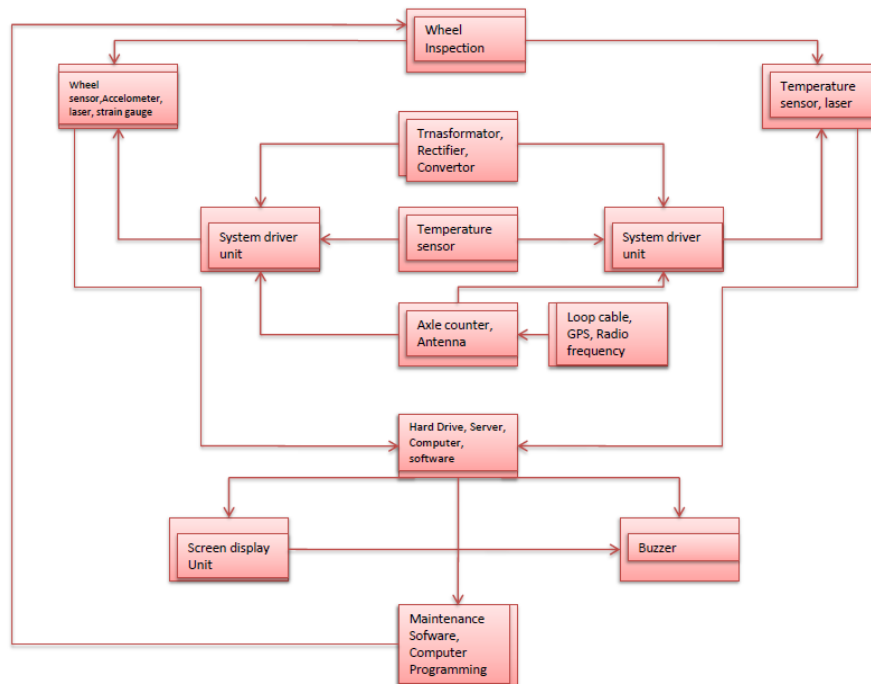 Wheel
Inspection
Wheel
sensor,Accelometer,
laser, strain gauge
Temperature
sensor, laser
Trnasformator,
Rectifier,
Convertor
System driver
unit
Temperature
sensor
System driver
unit
Axle counter,
Antenna
Loop cable,
GPS, Radio
frequency
Hard Drive, Server,
Computer,
software
Screen display
Unit
Buzzer
Maintenance
Sofware,
Computer
Programming